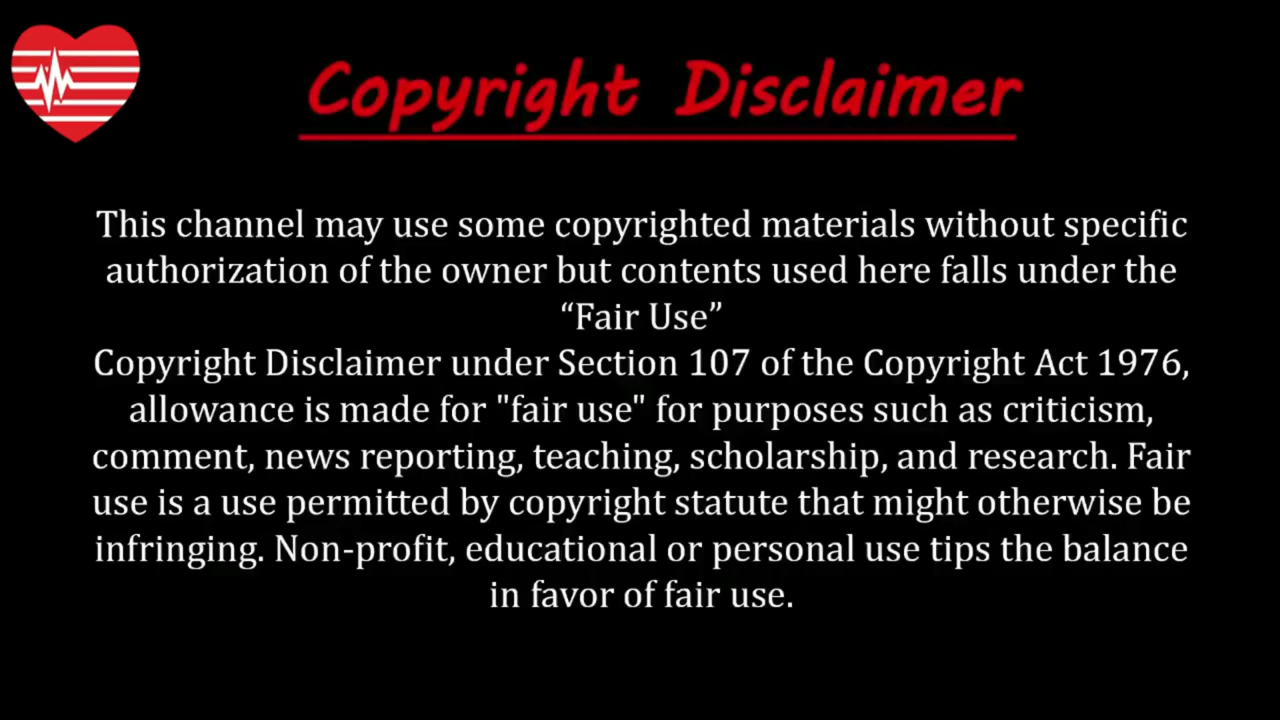 Copyright Disclaimer
This channel may use some copyrighted materials without specific
authorization of the owner but contents used here falls under the
“Fair Use”
Copyright Disclaimer under Section 107 of the Copyright Act 1976,
allowance is made for "fair use" for purposes such as criticism,
comment, news reporting, teaching, scholarship, and research. Fair
use is a use permitted by copyright statute that might otherwise be
infringing. Non-profit, educational or personal use tips the balance
in favor of fair use.